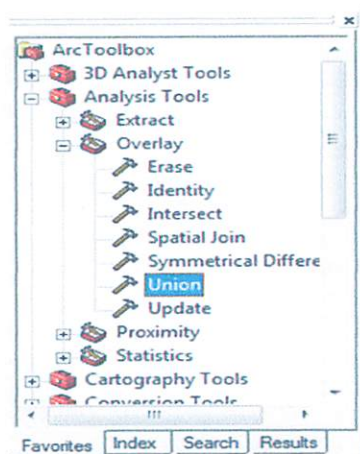 ArcToolbox
3D Analyst Tools
Analysis Tools
Extract
Overlay
Erase
Identity
Intersect
Spatial Join
Symmetrical Differe
Union
Update
Proximity
Statistics
Cartography Tools
Conversion Tools
Favorites Index Search Results